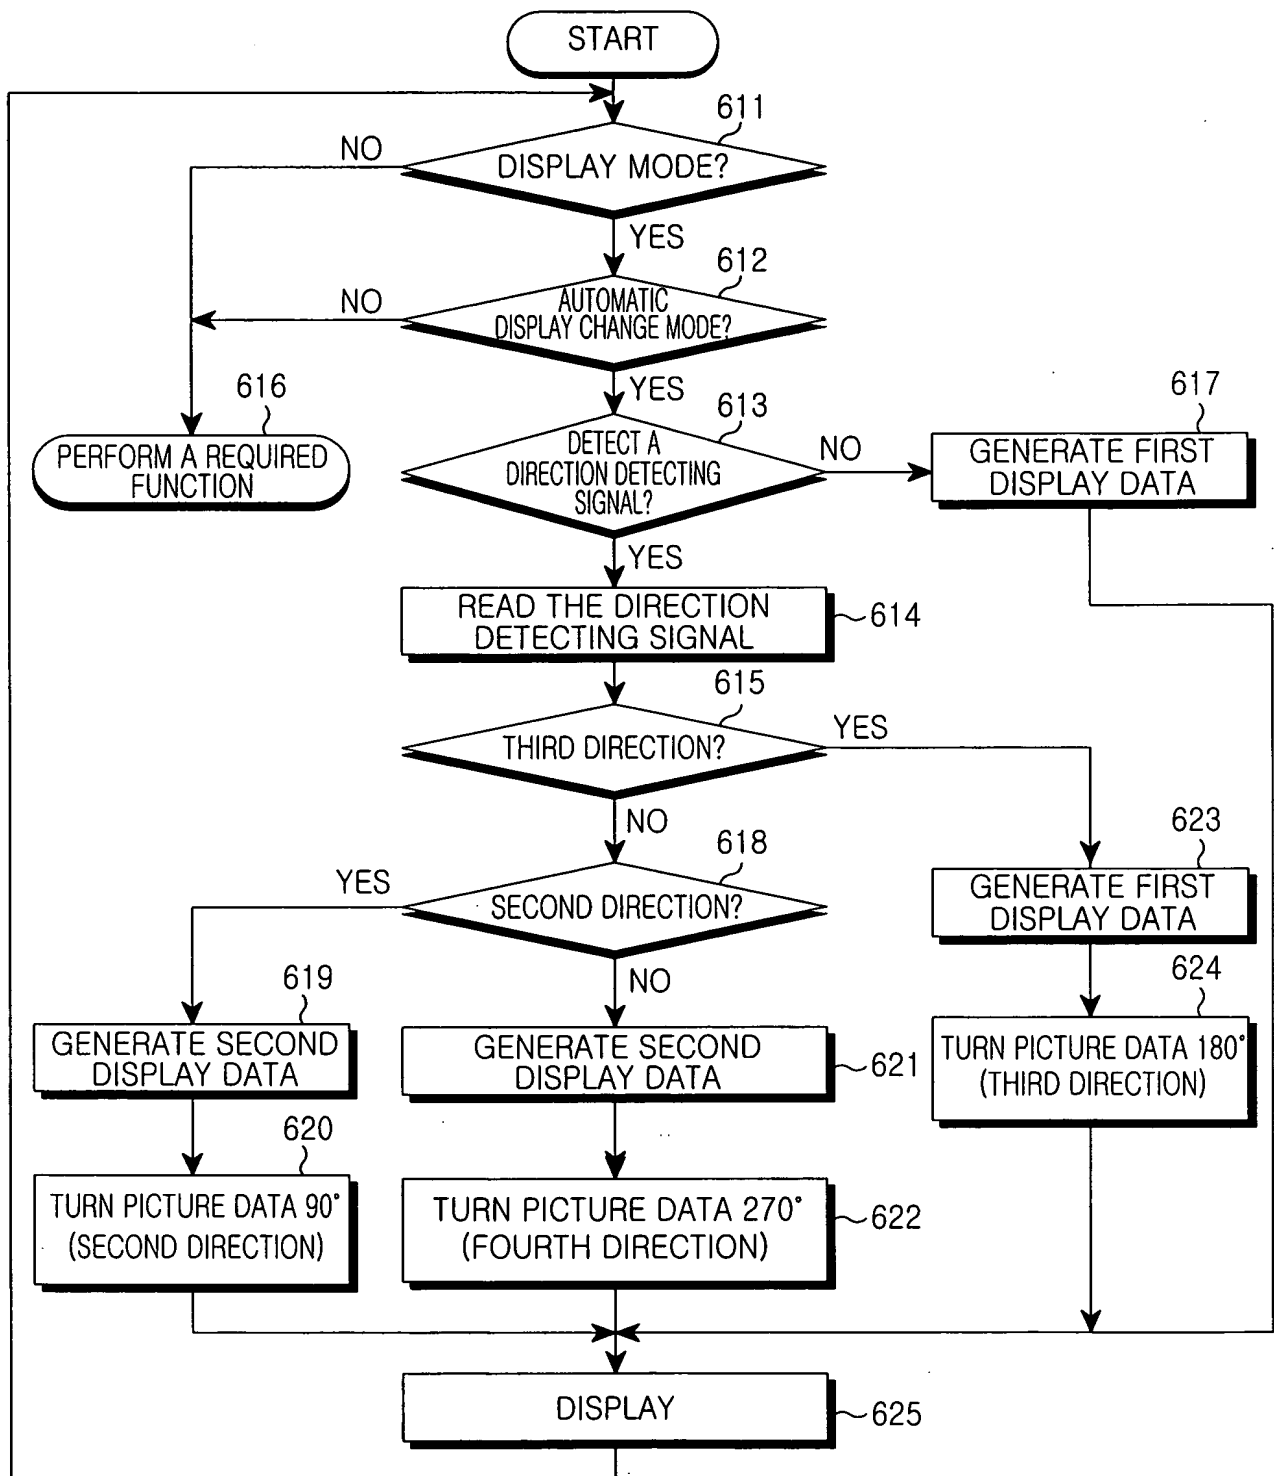 START
611
DISPLAY MODE?
NO
YES
612
AUTOMATIC
DISPLAY CHANGE MODE?
NO
YES
616
PERFORM A REQUIRED
FUNCTION
613
DETECT A
DIRECTION DETECTING
SIGNAL?
NO
617
GENERATE FIRST
DISPLAY DATA
YES
READ THE DIRECTION
DETECTING SIGNAL
614
615
THIRD DIRECTION?
YES
NO
618
SECOND DIRECTION?
YES
NO
623
GENERATE FIRST
DISPLAY DATA
624
TURN PICTURE DATA 180°
(THIRD DIRECTION)
619
GENERATE SECOND
DISPLAY DATA
GENERATE SECOND
DISPLAY DATA
621
620
TURN PICTURE DATA 90°
(SECOND DIRECTION)
TURN PICTURE DATA 270°
(FOURTH DIRECTION)
622
DISPLAY
625